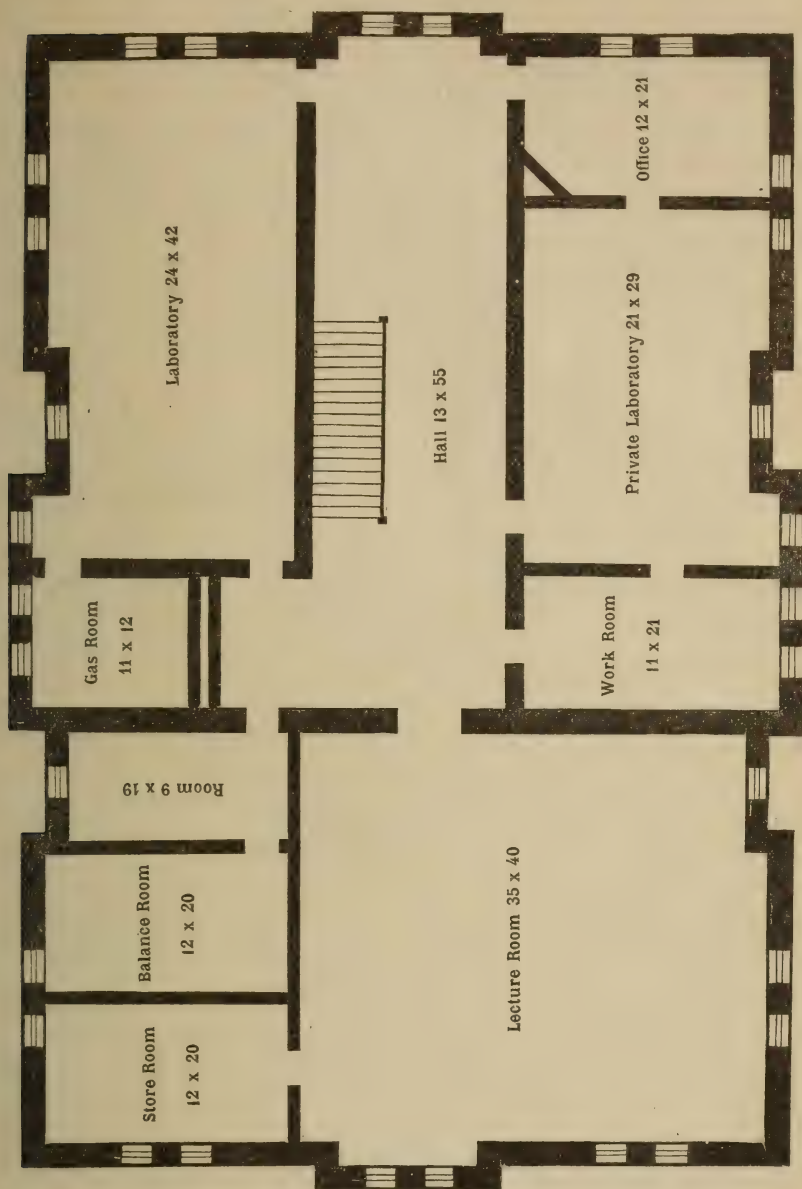 Laboratory 24 x 42
Office 12 x 21
Hall 13 x 55
Private Laboratory 21 x 29
Gas Room
11 x 12
Work Room
11 x 21
Room 9 x 19
Balance Room
12 x 20
Lecture Room 35 x 40
Store Room
12 x 20